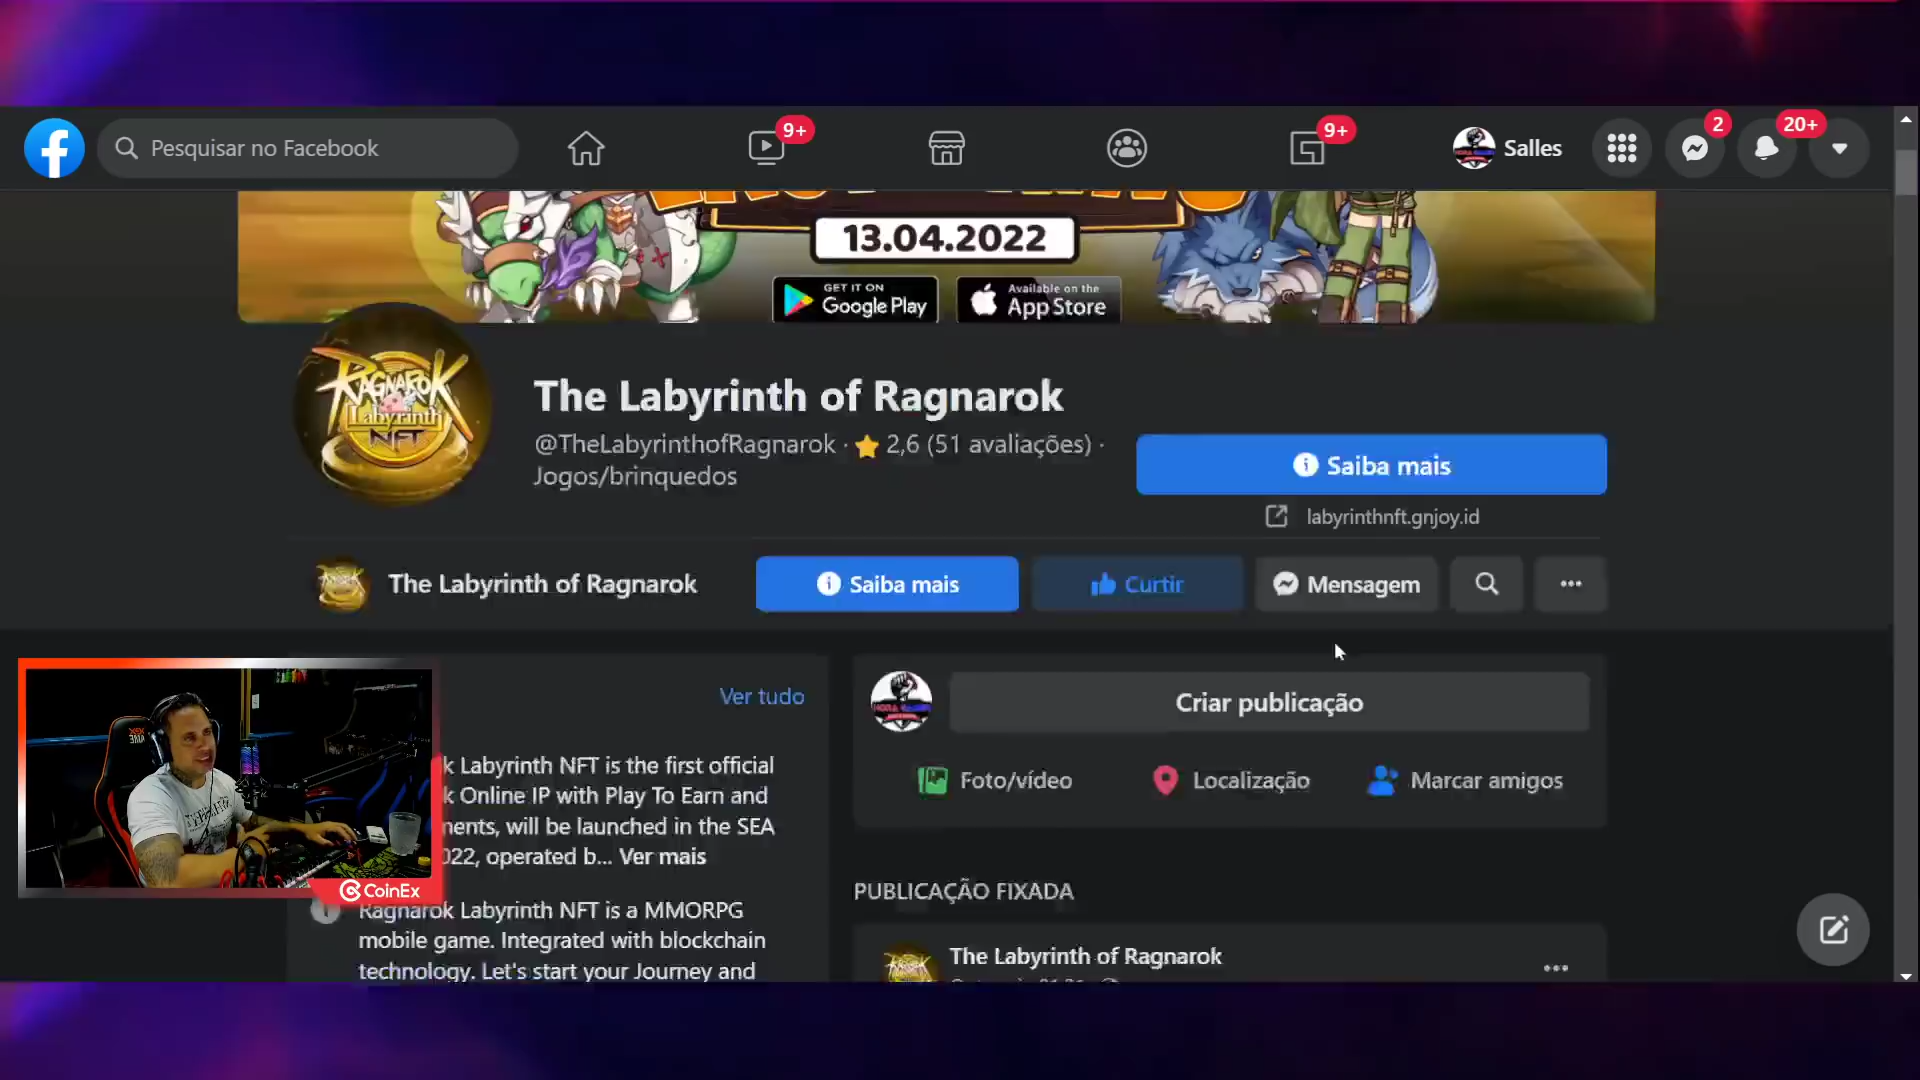 Pesquisar no Facebook
9+
9+
Salles
2
20+
13.04.2022
GET IT ON
Google Play
Available on the
App Store
RAGNAROK
Labyrinth
NFT
The Labyrinth of Ragnarok
@TheLabyrinthofRagnarok · 2,6 (51 avaliações) ·
Jogos/brinquedos
Saiba mais
labyrinthnft.gnjoy.id
The Labyrinth of Ragnarok
Saiba mais
Curtir
Mensagem
Ver tudo
k Labyrinth NFT is the first official
k Online IP with Play To Earn and
nents, will be launched in the SEA
022, operated b... Ver mais
Ragnarok Labyrinth NFT is a MMORPG
mobile game. Integrated with blockchain
technology. Let's start your Journey and
CoinEx
Criar publicação
Foto/vídeo
Localização
Marcar amigos
PUBLICAÇÃO FIXADA
The Labyrinth of Ragnarok